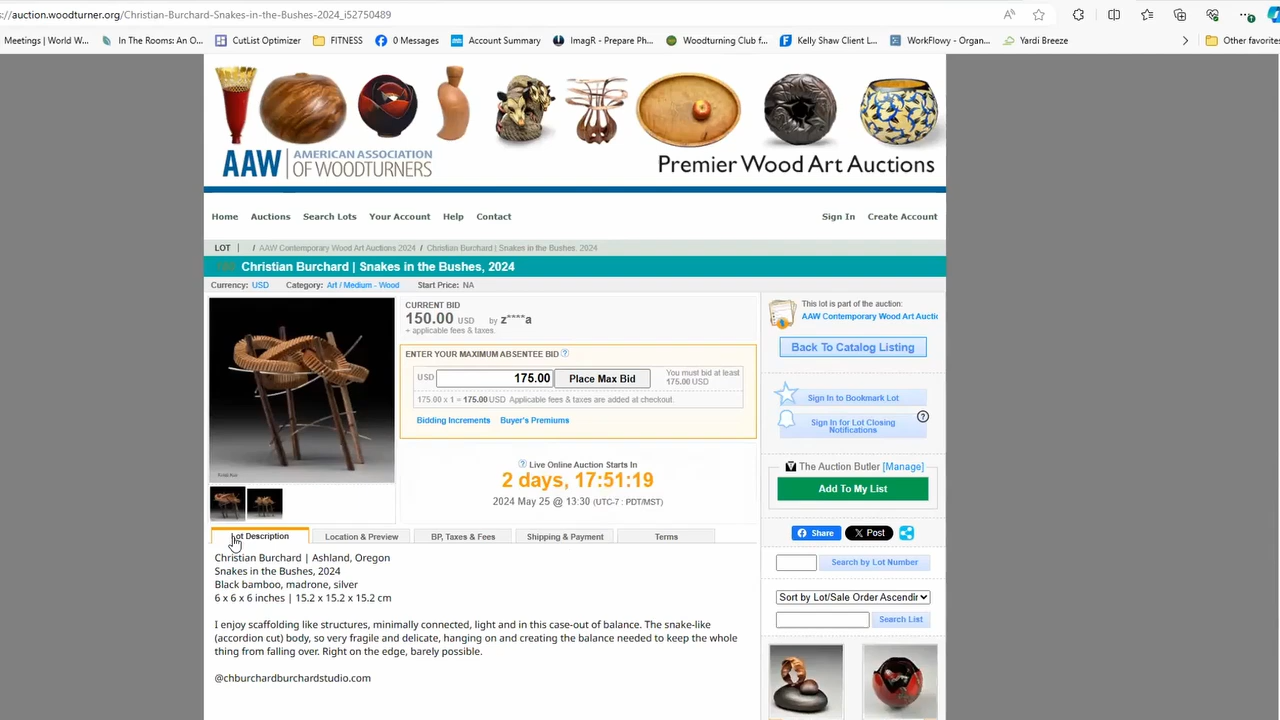 s://auction.woodturner.org/Christian-Burchard-Snakes-in-the-Bushes-2024_i52750489
Meetings | World W... In The Rooms: An O... CutList Optimizer FITNESS 0 Messages Account Summary ImagR - Prepare Ph... Woodturning Club f... Kelly Shaw Client L... WorkFlowy - Organ... Yardi Breeze Other favorites
AAW | AMERICAN ASSOCIATION
OF WOODTURNERS
Premier Wood Art Auctions
Home Auctions Search Lots Your Account Help Contact Sign In Create Account
LOT | / AAW Contemporary Wood Art Auctions 2024 / Christian Burchard | Snakes in the Bushes, 2024
Christian Burchard | Snakes in the Bushes, 2024
Currency: USD Category: Art / Medium - Wood Start Price: NA
CURRENT BID
150.00 USD by z****a
+ applicable fees & taxes.
ENTER YOUR MAXIMUM ABSENTEE BID
USD 175.00 Place Max Bid
You must bid at least
175.00 USD
175.00 x 1 = 175.00 USD Applicable fees & taxes are added at checkout.
Bidding Increments Buyer's Premiums
Live Online Auction Starts In
2 days, 17:51:19
2024 May 25 @ 13:30 (UTC-7 : PDT/MST)
This lot is part of the auction:
AAW Contemporary Wood Art Auctic
Back To Catalog Listing
Sign In to Bookmark Lot
Sign In for Lot Closing
Notifications
The Auction Butler [Manage]
Add To My List
Share Post
Search by Lot Number
Sort by Lot/Sale Order Ascendin
Search List
Lot Description Location & Preview BP, Taxes & Fees Shipping & Payment Terms
Christian Burchard | Ashland, Oregon
Snakes in the Bushes, 2024
Black bamboo, madrone, silver
6 x 6 x 6 inches | 15.2 x 15.2 x 15.2 cm
I enjoy scaffolding like structures, minimally connected, light and in this case-out of balance. The snake-like
(accordion cut) body, so very fragile and delicate, hanging on and creating the balance needed to keep the whole
thing from falling over. Right on the edge, barely possible.
@chburchardburchardstudio.com